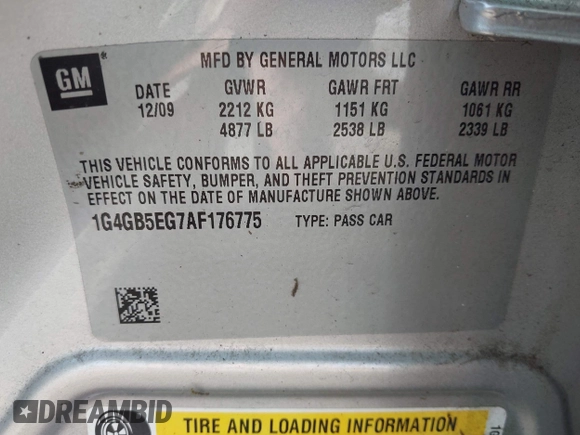 GM
MFD BY GENERAL MOTORS LLC
DATE GVWR GAWR FRT GAWR RR
12/09 2212 KG 1151 KG 1061 KG
4877 LB 2538 LB 2339 LB
THIS VEHICLE CONFORMS TO ALL APPLICABLE U.S. FEDERAL MOTOR
VEHICLE SAFETY, BUMPER, AND THEFT PREVENTION STANDARDS IN
EFFECT ON THE DATE OF MANUFACTURE SHOWN ABOVE.
1G4GB5EG7AF176775 TYPE: PASS CAR
TIRE AND LOADING INFORMATION
DREAMBID